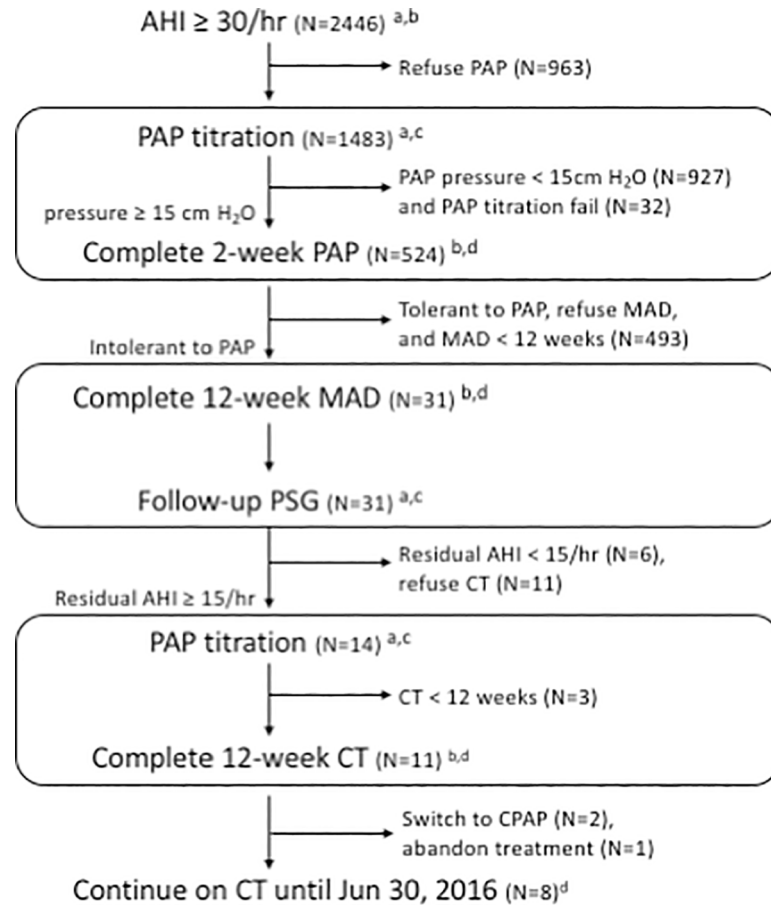 AHI ≥ 30/hr (N=2446) a,b
Refuse PAP (N=963)
PAP titration (N=1483) a,c
PAP pressure < 15cm H₂O (N=927)
and PAP titration fail (N=32)
pressure ≥ 15 cm H₂O
Complete 2-week PAP (N=524) b,d
Tolerant to PAP, refuse MAD,
and MAD < 12 weeks (N=493)
Intolerant to PAP
Complete 12-week MAD (N=31) b,d
Follow-up PSG (N=31) a,c
Residual AHI < 15/hr (N=6),
refuse CT (N=11)
Residual AHI ≥ 15/hr
PAP titration (N=14) a,c
CT < 12 weeks (N=3)
Complete 12-week CT (N=11) b,d
Switch to CPAP (N=2),
abandon treatment (N=1)
Continue on CT until Jun 30, 2016 (N=8)d